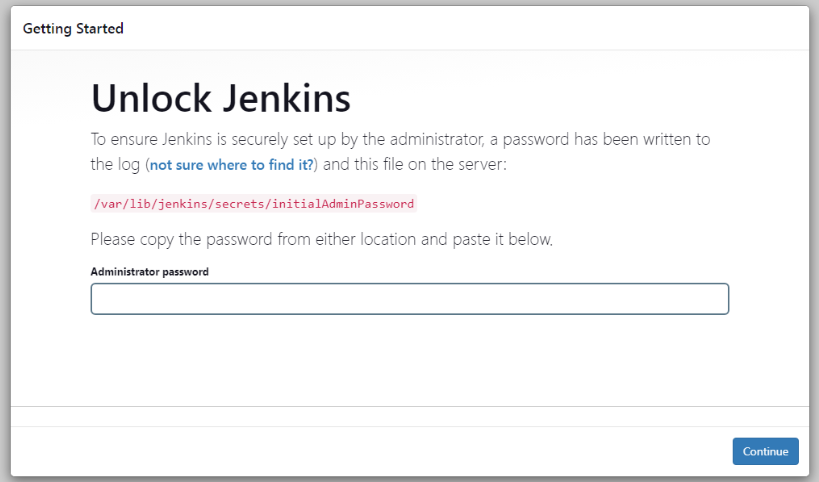 Getting Started
Unlock Jenkins
To ensure Jenkins is securely set up by the administrator, a password has been written to
the log (not sure where to find it?) and this file on the server:
/var/lib/jenkins/secrets/initialAdminPassword
Please copy the password from either location and paste it below.
Administrator password
Continue